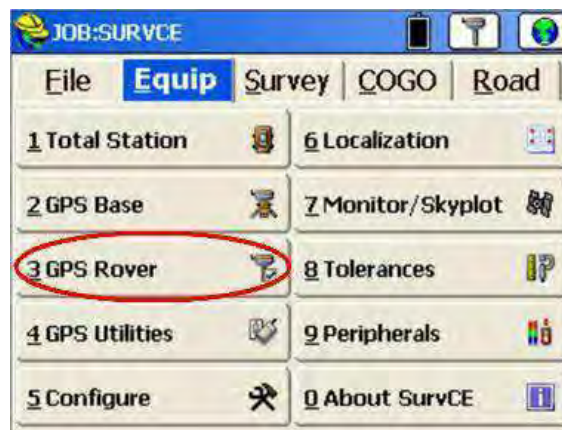 JOB:SURVCE
File Equip Survey COGO Road
1 Total Station
6 Localization
2 GPS Base
7 Monitor/Skyplot
3 GPS Rover
8 Tolerances
4 GPS Utilities
9 Peripherals
5 Configure
0 About SurvCE